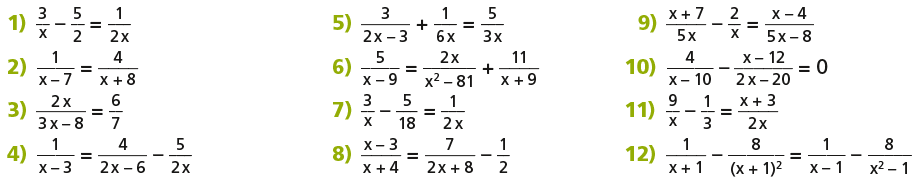 1) 3/x − 5/2 = 1/2x
2) 1/(x − 7) = 4/(x + 8)
3) 2x/(3x − 8) = 6/7
4) 1/(x − 3) = 4/(2x − 6) − 5/2x
5) 3/(2x − 3) + 1/6x = 5/3x
6) 5/(x − 9) = 2x/(x² − 81) + 11/(x + 9)
7) 3/x − 5/18 = 1/2x
8) (x − 3)/(x + 4) = 7/(2x + 8) − 1/2
9) (x + 7)/5x − 2/x = (x − 4)/(5x − 8)
10) 4/(x − 10) − (x − 12)/(2x − 20) = 0
11) 9/x − 1/3 = (x + 3)/2x
12) 1/(x + 1) − 8/(x + 1)² = 1/(x − 1) − 8/(x² − 1)